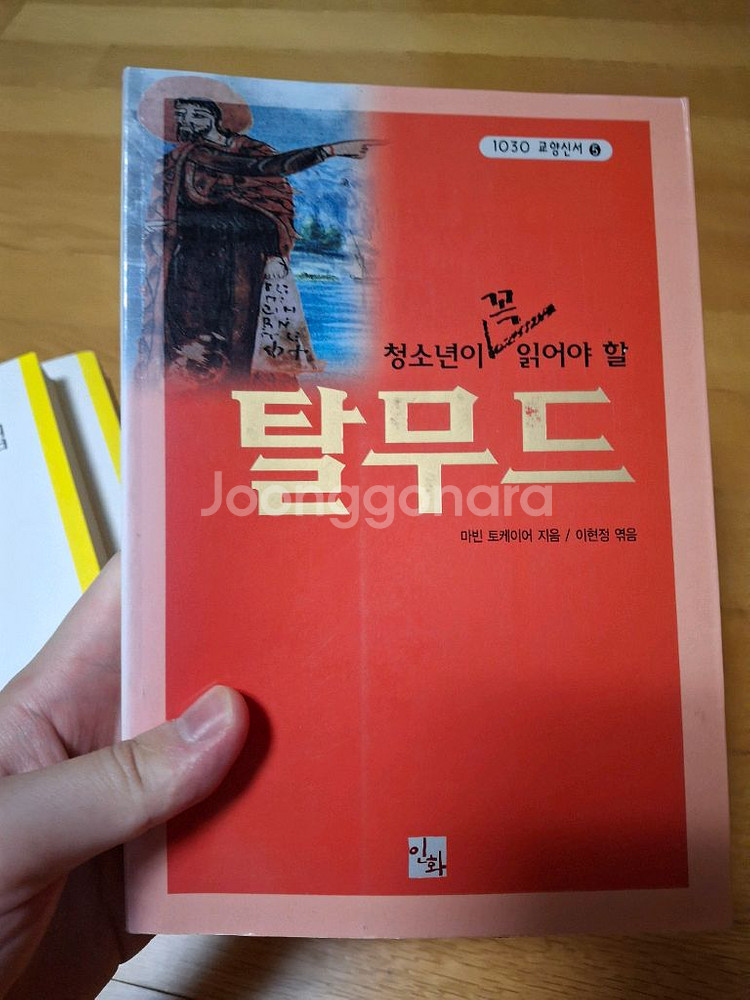 1030 교양신서 5
꼭
청소년이 읽어야 할
탈무드
Joonggonara
마빈 토케이어 지음 / 이현정 엮음
인화